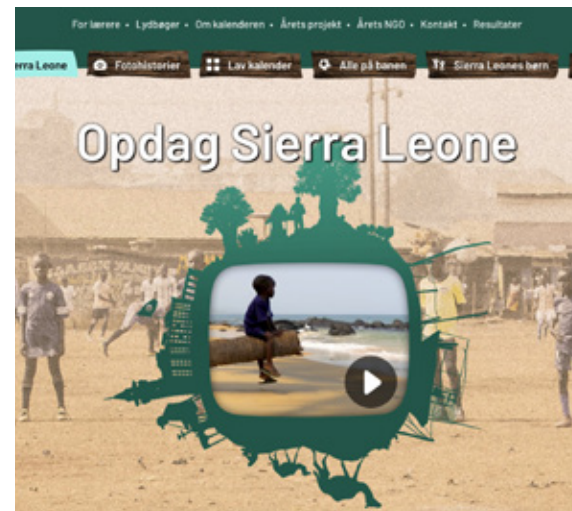 For lærere • Lydbøger • Om kalenderen • Årets projekt • Årets NGO • Kontakt • Resultater
erra Leone Fotohistorier Lav kalender Alle på banen Sierra Leones børn
Opdag Sierra Leone